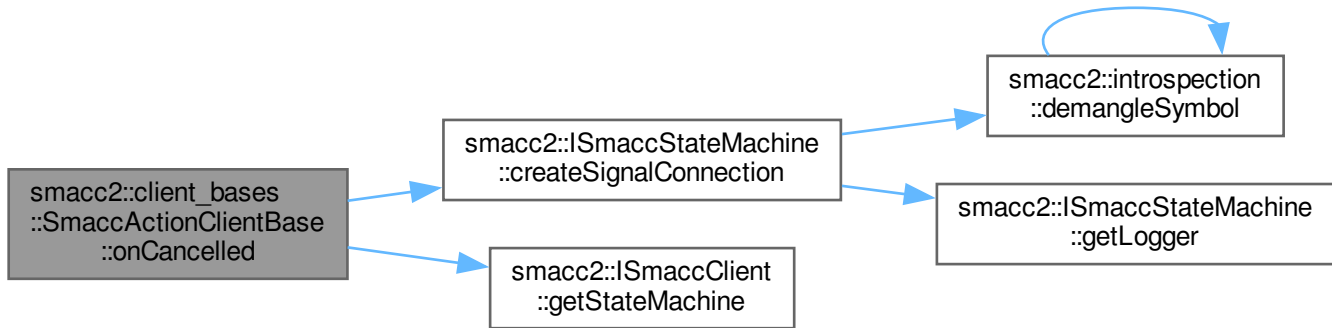 smacc2::client_bases
::SmaccActionClientBase
::onCancelled
smacc2::ISmaccStateMachine
::createSignalConnection
smacc2::introspection
::demangleSymbol
smacc2::ISmaccStateMachine
::getLogger
smacc2::ISmaccClient
::getStateMachine